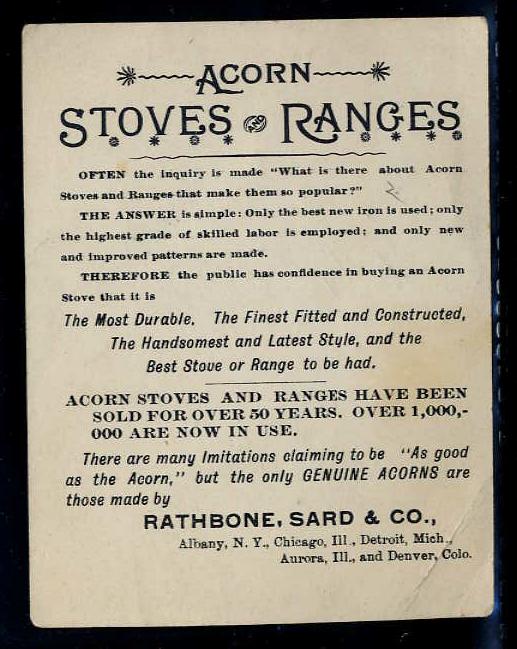 ACORN
STOVES AND RANGES
OFTEN the inquiry is made "What is there about Acorn
Stoves and Ranges that make them so popular?"
THE ANSWER is simple: Only the best new iron is used; only
the highest grade of skilled labor is employed; and only new
and improved patterns are made.
THEREFORE the public has confidence in buying an Acorn
Stove that it is
The Most Durable. The Finest Fitted and Constructed,
The Handsomest and Latest Style, and the
Best Stove or Range to be had.
ACORN STOVES AND RANGES HAVE BEEN
SOLD FOR OVER 50 YEARS. OVER 1,000,-
000 ARE NOW IN USE.
There are many Imitations claiming to be "As good
as the Acorn," but the only GENUINE ACORNS are
those made by
RATHBONE, SARD & CO.,
Albany, N. Y., Chicago, Ill., Detroit, Mich.,
Aurora, Ill., and Denver, Colo.